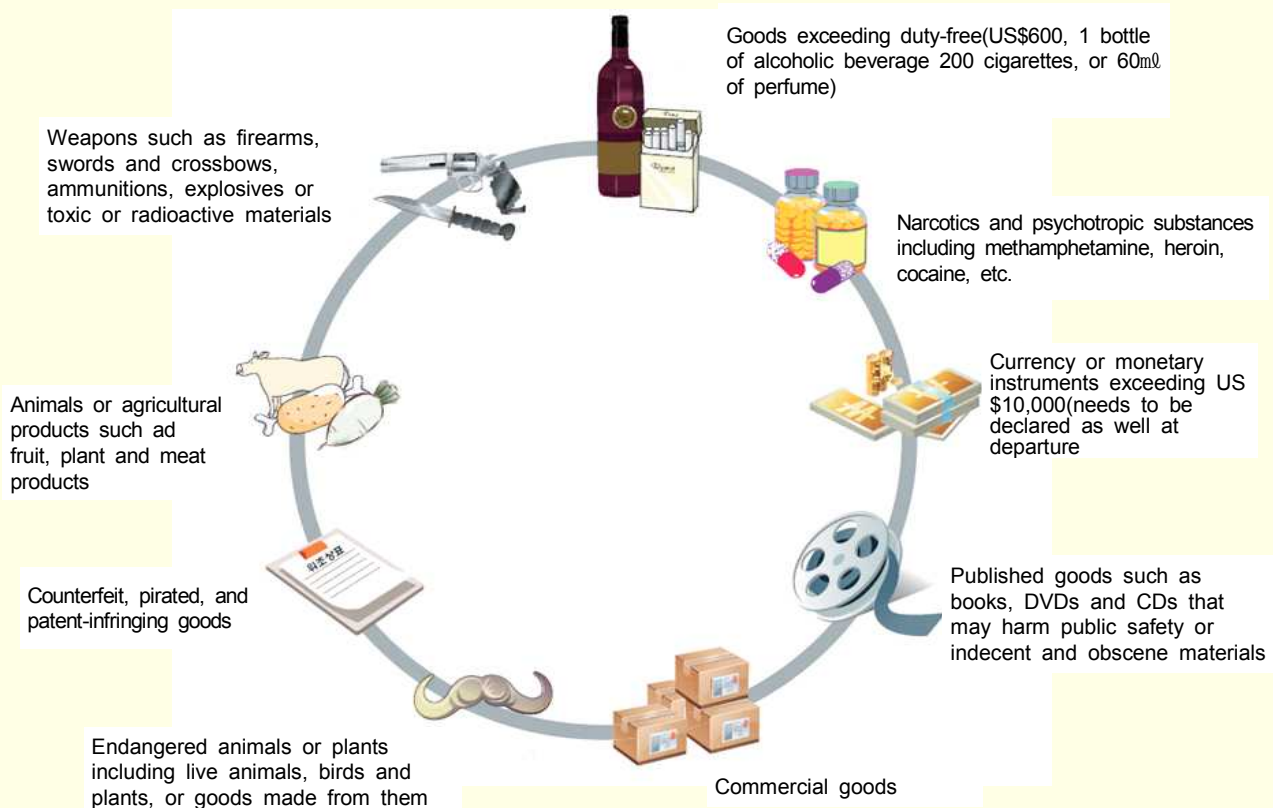 Goods exceeding duty-free(US$600, 1 bottle
of alcoholic beverage 200 cigarettes, or 60㎖
of perfume)
Weapons such as firearms,
swords and crossbows,
ammunitions, explosives or
toxic or radioactive materials
Narcotics and psychotropic substances
including methamphetamine, heroin,
cocaine, etc.
Currency or monetary
instruments exceeding US
$10,000(needs to be
declared as well at
departure
Animals or agricultural
products such ad
fruit, plant and meat
products
위조상표
Counterfeit, pirated, and
patent-infringing goods
Published goods such as
books, DVDs and CDs that
may harm public safety or
indecent and obscene materials
Endangered animals or plants
including live animals, birds and
plants, or goods made from them
Commercial goods